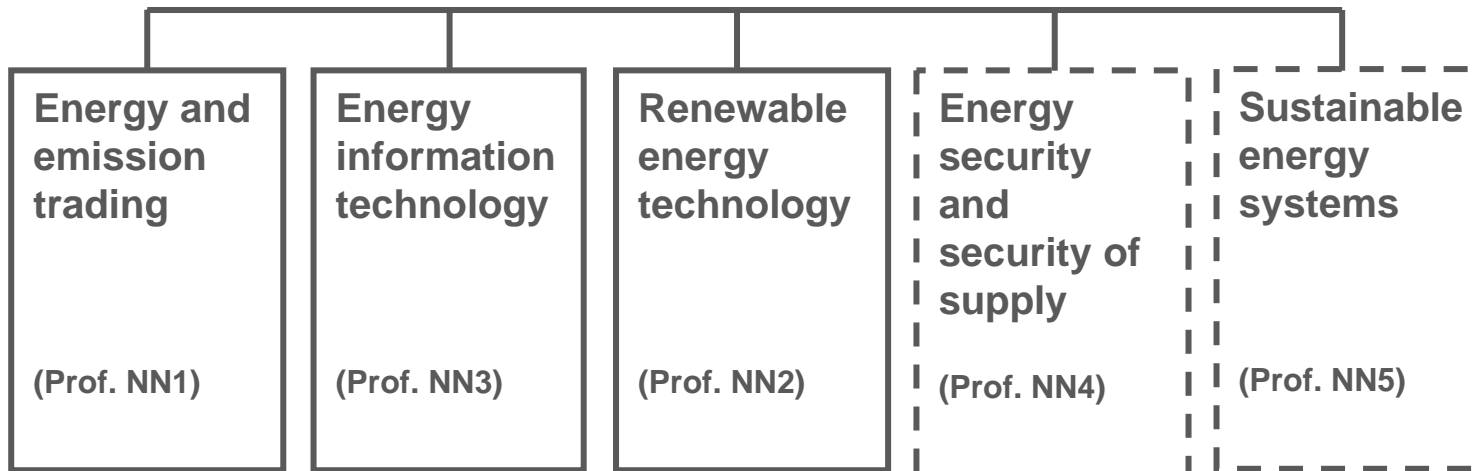 Energy and
emission
trading
(Prof. NN1)
Energy
information
technology
(Prof. NN3)
Renewable
energy
technology
(Prof. NN2)
Energy
security
and
security of
supply
(Prof. NN4)
Sustainable
energy
systems
(Prof. NN5)